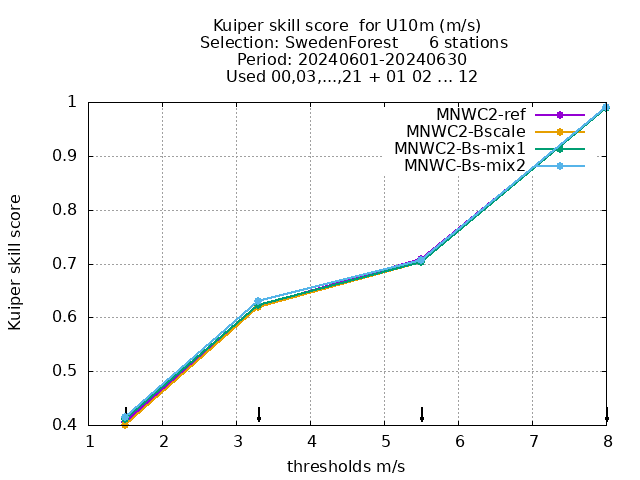 Kuiper skill score  for U10m (m/s)
Selection: SwedenForest      6 stations
Period: 20240601-20240630
Used 00,03,...,21 + 01 02 ... 12
MNWC2-ref
MNWC2-Bscale
MNWC2-Bs-mix1
MNWC-Bs-mix2
Kuiper skill score
1
0.9
0.8
0.7
0.6
0.5
0.4
1 2 3 4 5 6 7 8
thresholds m/s